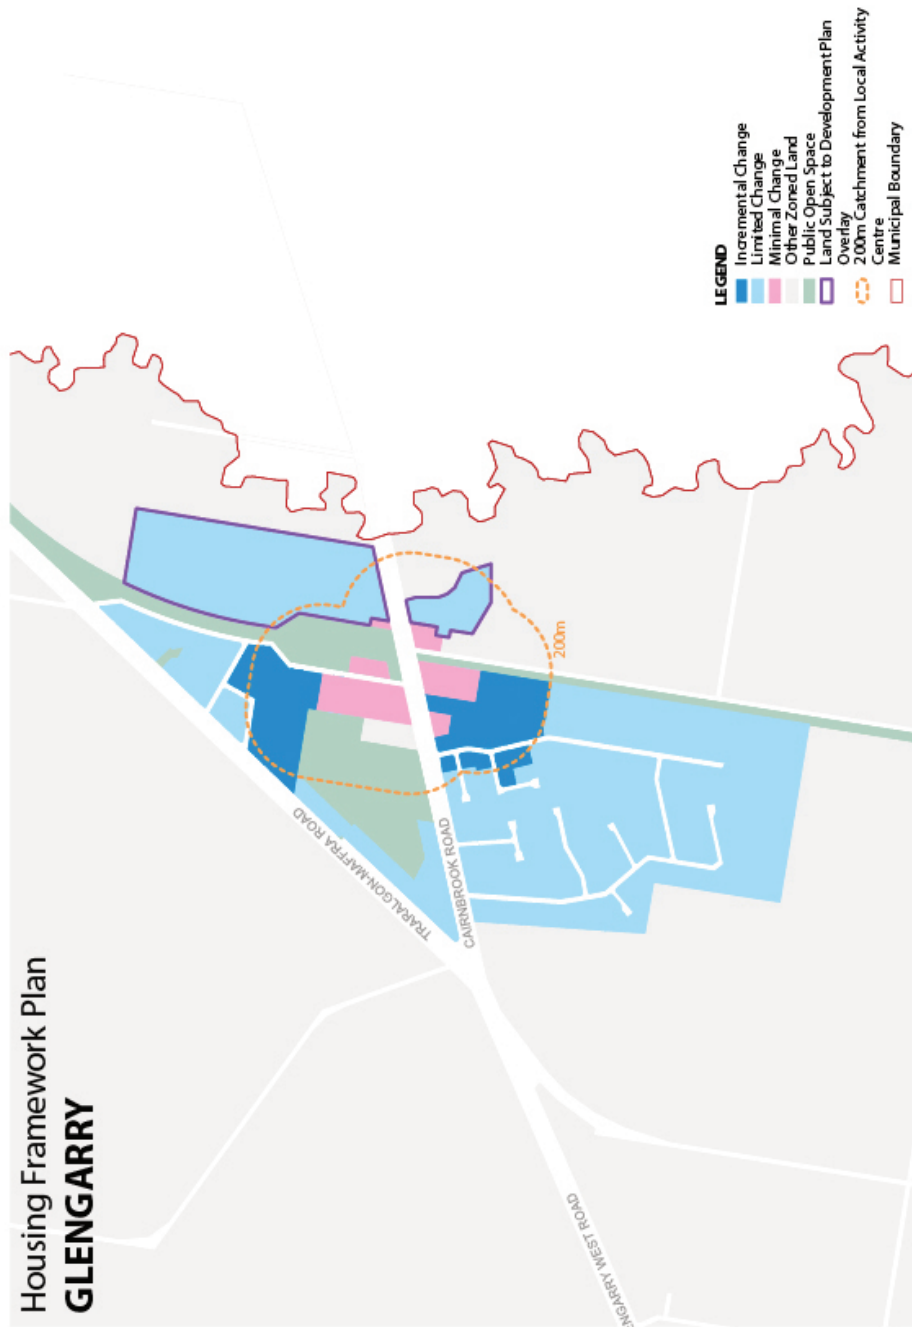 Housing Framework Plan
GLENGARRY
TRARALGON-MAFFRA ROAD
CAIRNBROOK ROAD
ENGARRY WEST ROAD
200m
LEGEND
Incremental Change
Limited Change
Minimal Change
Other Zoned Land
Public Open Space
Land Subject to Development Plan
Overlay
200m Catchment from Local Activity
Centre
Municipal Boundary